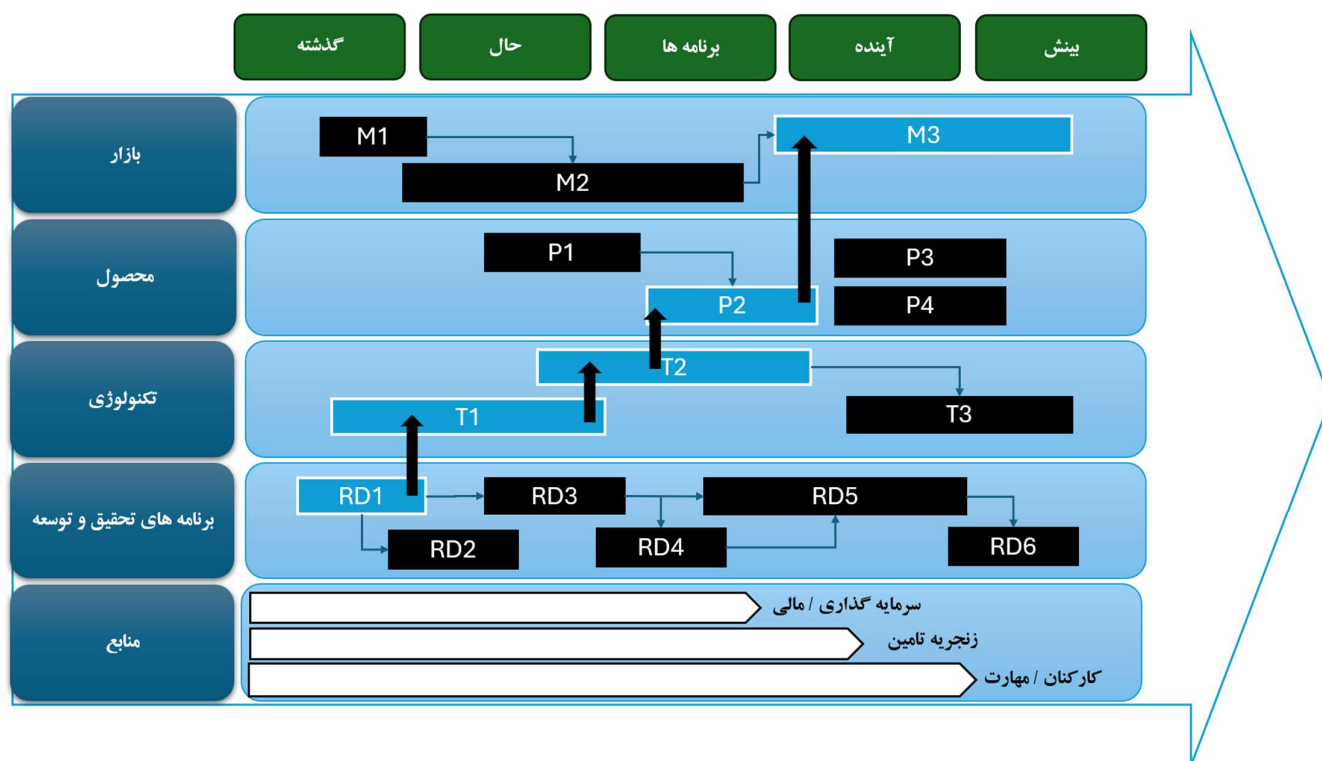 گذشته
حال
برنامه ها
آینده
بینش
بازار
M1
M2
M3
محصول
P1
P2
P3
P4
تکنولوژی
T1
T2
T3
برنامه های تحقیق و توسعه
RD1
RD2
RD3
RD4
RD5
RD6
منابع
سرمایه گذاری / مالی
زنجریه تامین
کارکنان / مهارت